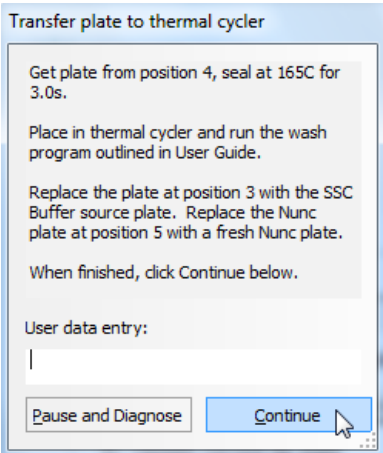 Transfer plate to thermal cycler
Get plate from position 4, seal at 165C for
3.0s.
Place in thermal cycler and run the wash
program outlined in User Guide.
Replace the plate at position 3 with the SSC
Buffer source plate.  Replace the Nunc
plate at position 5 with a fresh Nunc plate.
When finished, click Continue below.
User data entry:
Pause and Diagnose
Continue